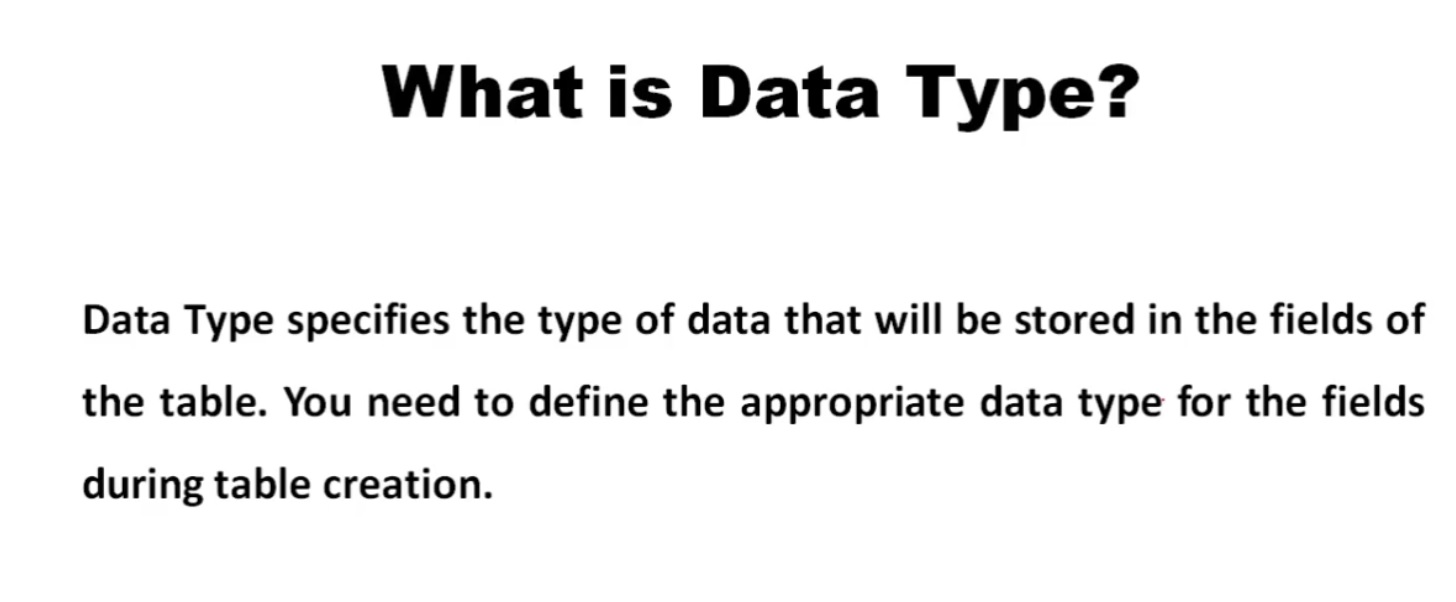 What is Data Type?
Data Type specifies the type of data that will be stored in the fields of
the table. You need to define the appropriate data type for the fields
during table creation.